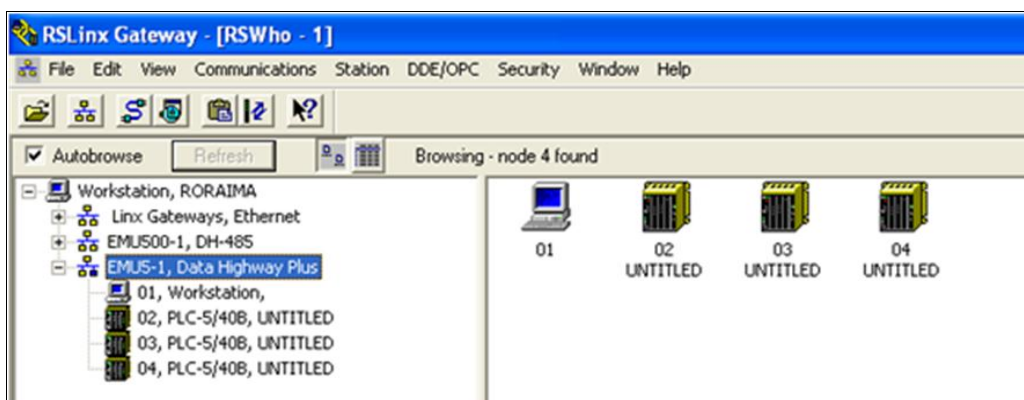 RSLinx Gateway - [RSWho - 1]
File Edit View Communications Station DDE/OPC Security Window Help
Autobrowse Refresh Browsing - node 4 found
Workstation, RORAIMA
Linx Gateways, Ethernet
EMU500-1, DH-485
EMU5-1, Data Highway Plus
01, Workstation,
02, PLC-5/40B, UNTITLED
03, PLC-5/40B, UNTITLED
04, PLC-5/40B, UNTITLED
01 02 03 04
UNTITLED UNTITLED UNTITLED